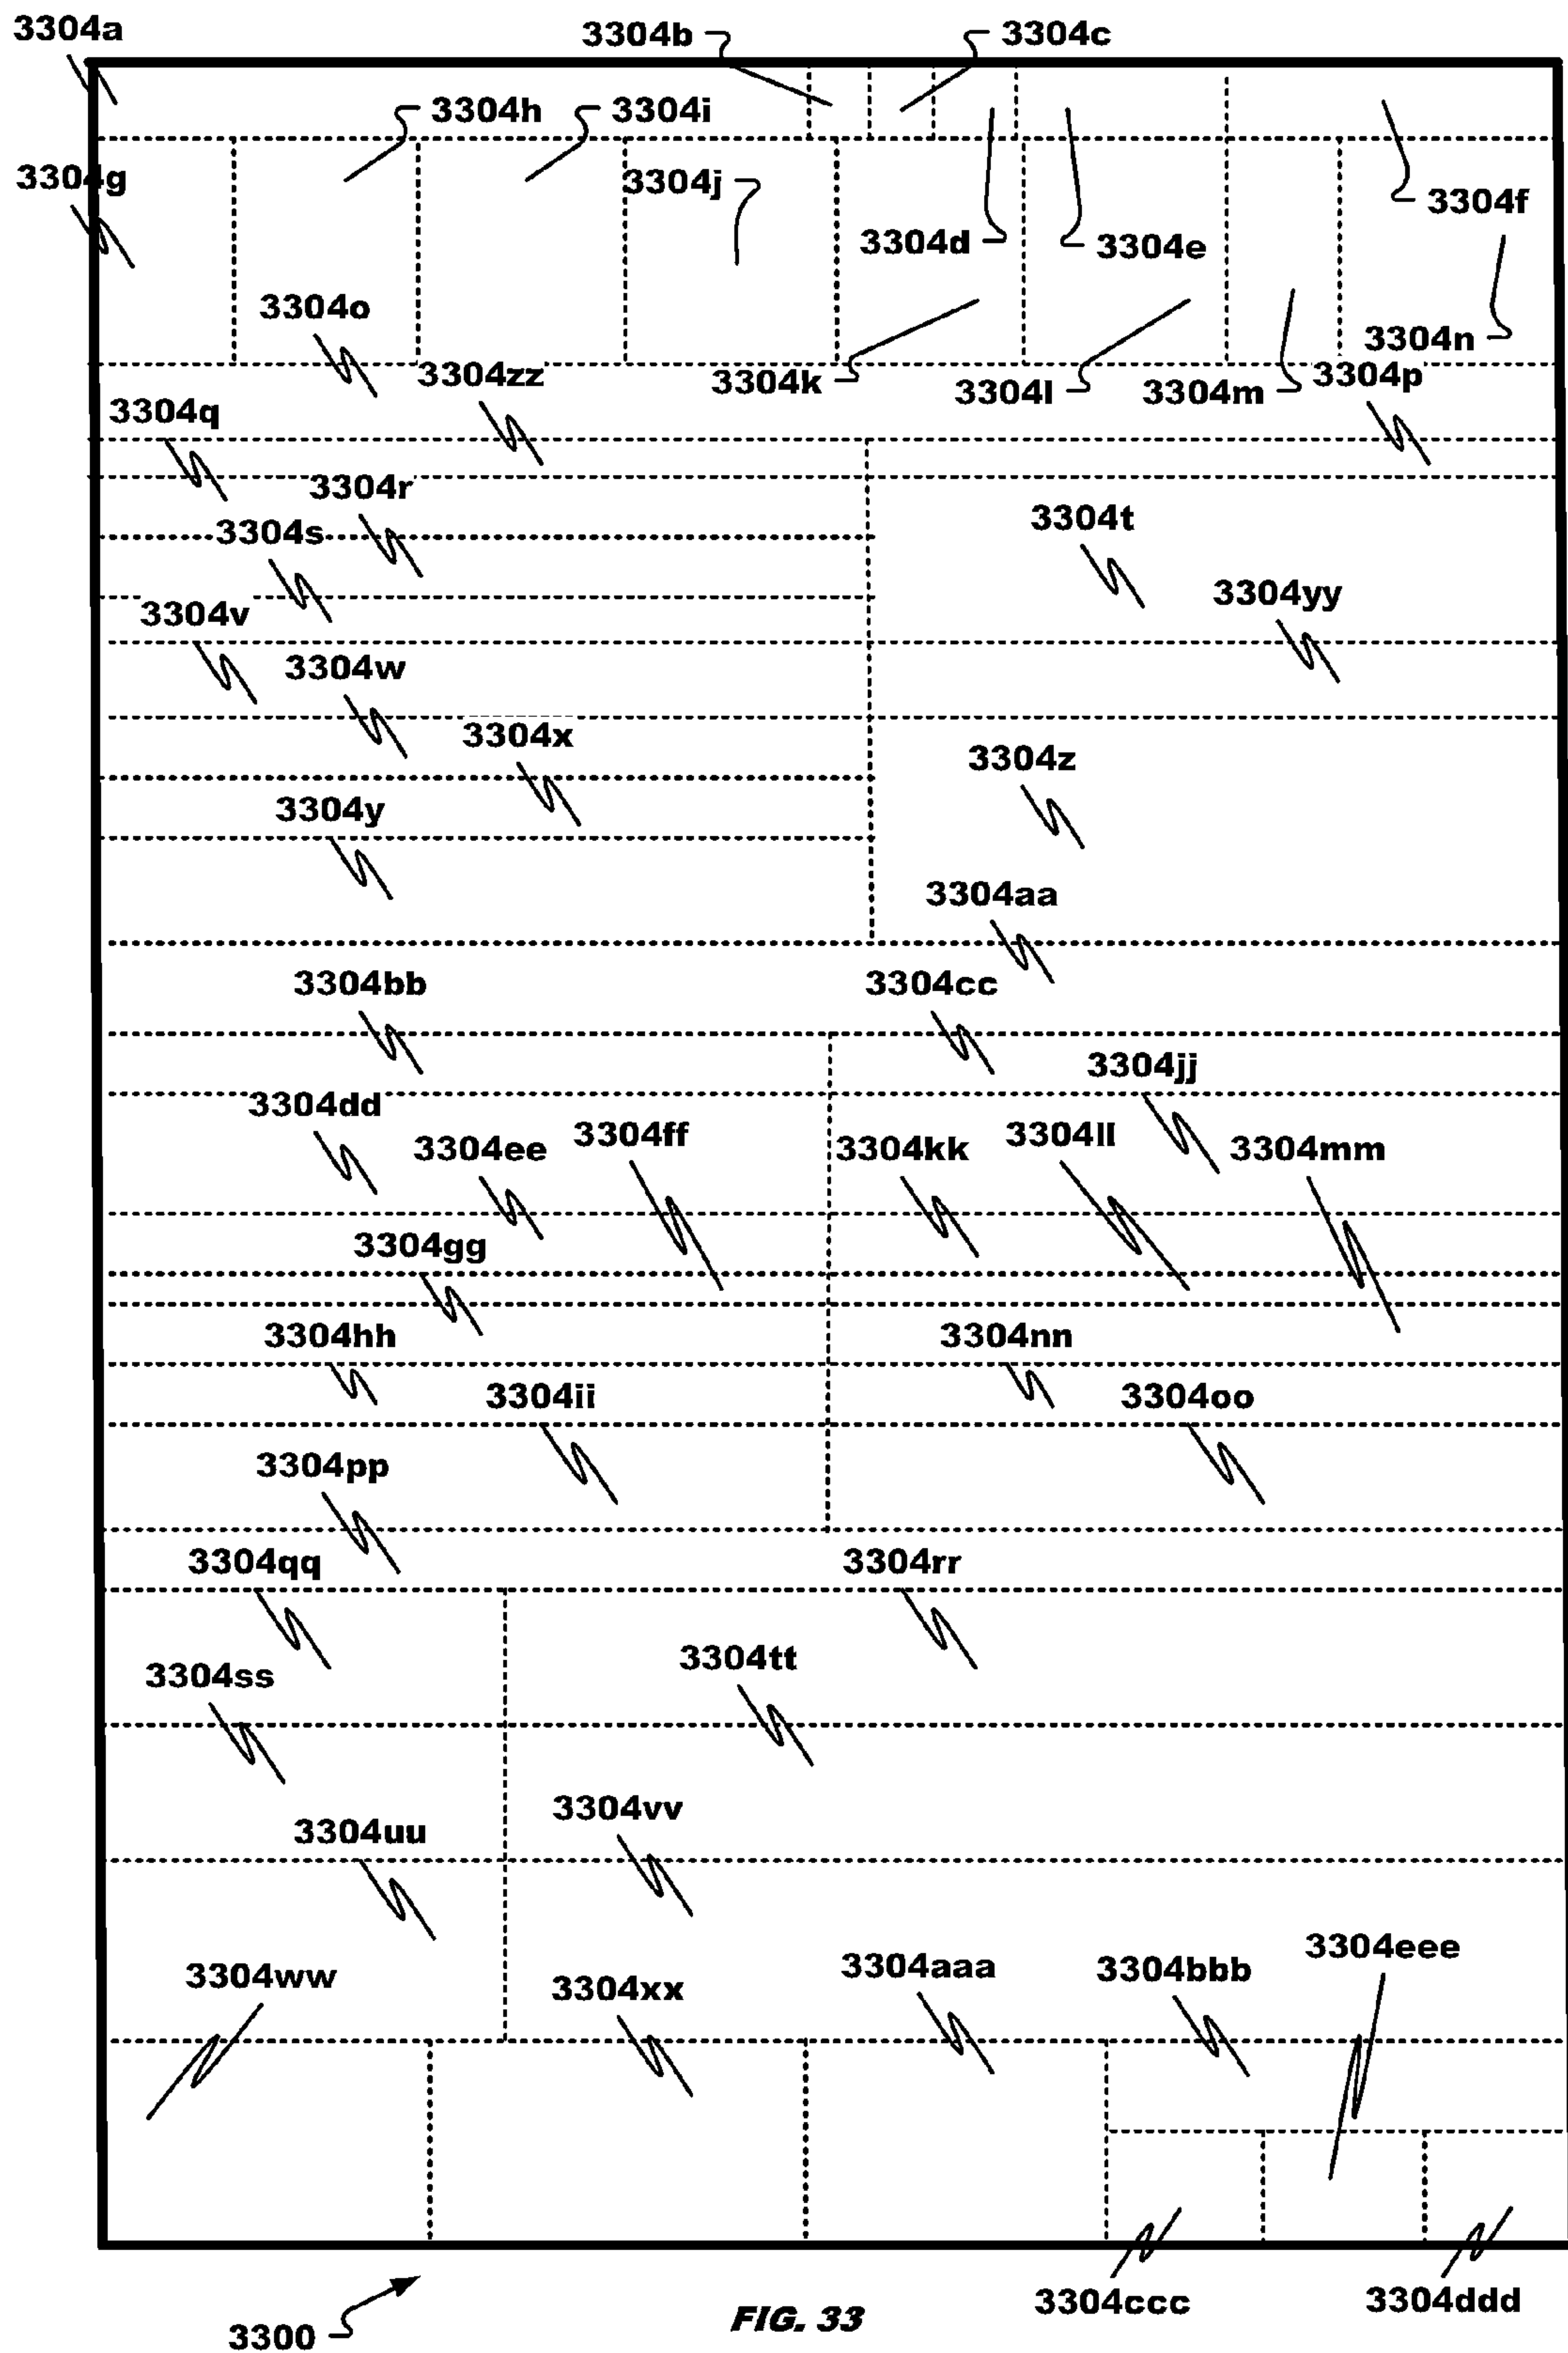 3304a
3304b 3304c
3304h 3304i
3304g 3304j 3304f
3304d 3304e
3304o 3304n
3304zz 3304k 3304l 3304m 3304p
3304q
3304r
3304s 3304t
3304v 3304yy
3304w
3304x 3304z
3304y
3304aa
3304bb 3304cc
3304jj
3304dd
3304ee 3304ff 3304kk 3304ll 3304mm
3304gg
3304hh 3304nn
3304ii 3304oo
3304pp
3304qq 3304rr
3304ss 3304tt
3304uu 3304vv
3304eee
3304ww 3304xx 3304aaa 3304bbb
3304ccc 3304ddd
3300 FIG. 33